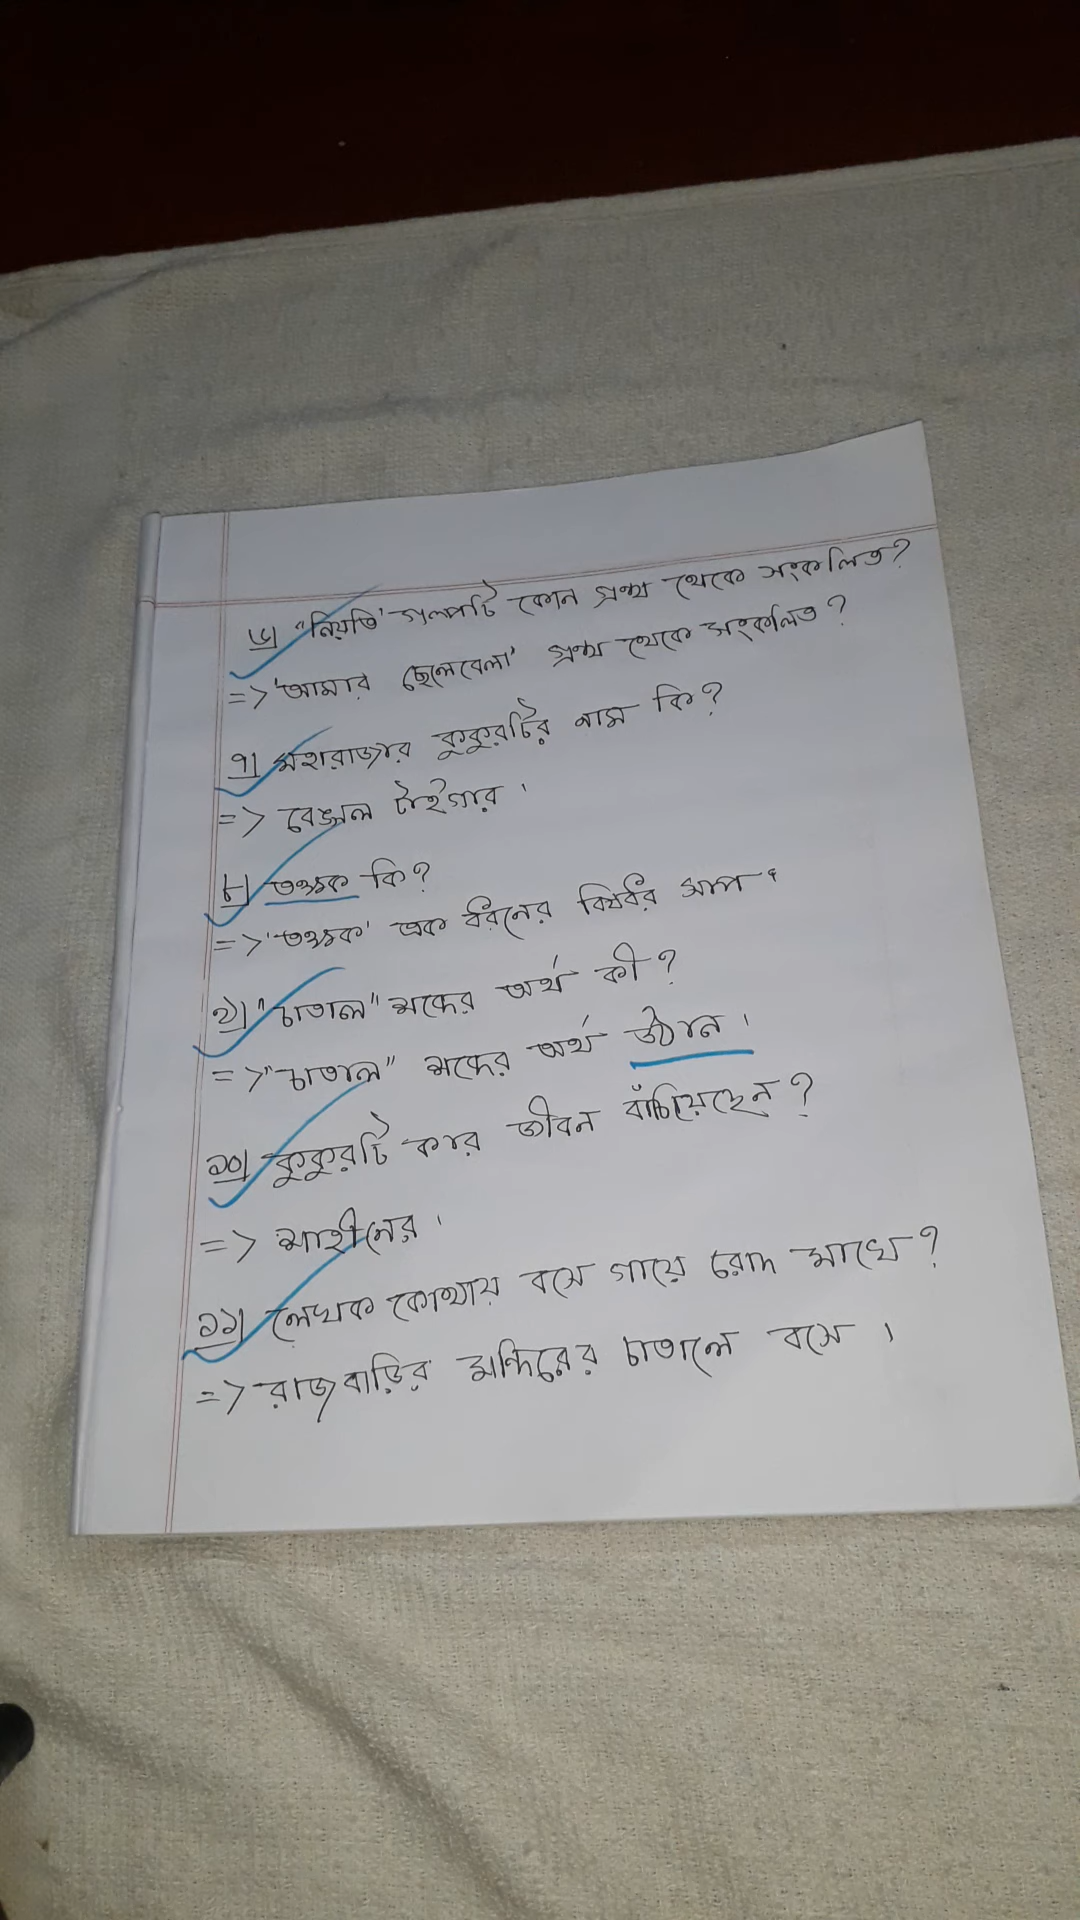 ৬| "নিয়তি' গল্পটি কোন গ্রন্থ থেকে সংকলিত?
=> 'আমার ছেলেবেলা' গ্রন্থ থেকে সংকলিত?
৭| মহারাজার কুকুরটির নাম কি?
=> বেঙ্গল টাইগার ।
৮| তক্ষক কি?
=> 'তক্ষক' এক ধরনের বিষধর সাপ ।
৯| "চাতাল" শব্দের অর্থ কী?
=> "চাতাল" শব্দের অর্থ উঠান ।
১০| কুকুরটি কার জীবন বাঁচিয়েছেন?
=> শাহীনের ।
১১| লেখক কোথায় বসে গায়ে রোদ মাখে?
=> রাজবাড়ির মন্দিরের চাতালে বসে ।